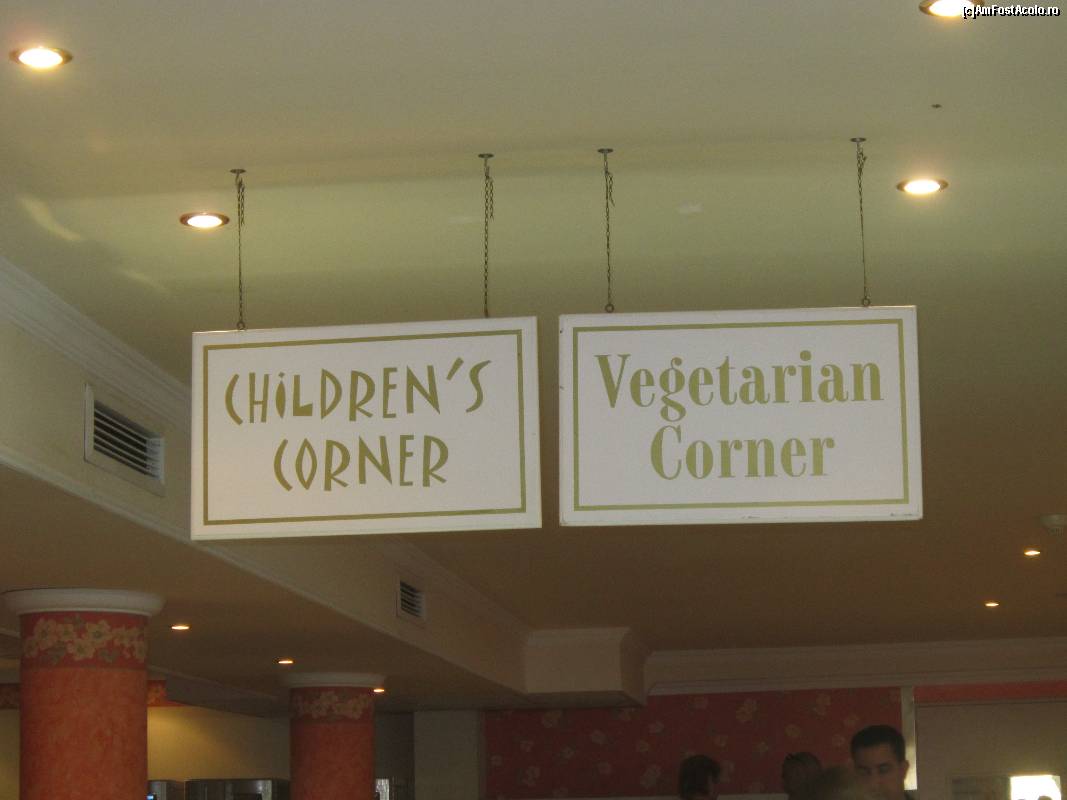 (c)AmFostAcolo.ro
CHiLDREN'S
CORNER
Vegetarian
Corner